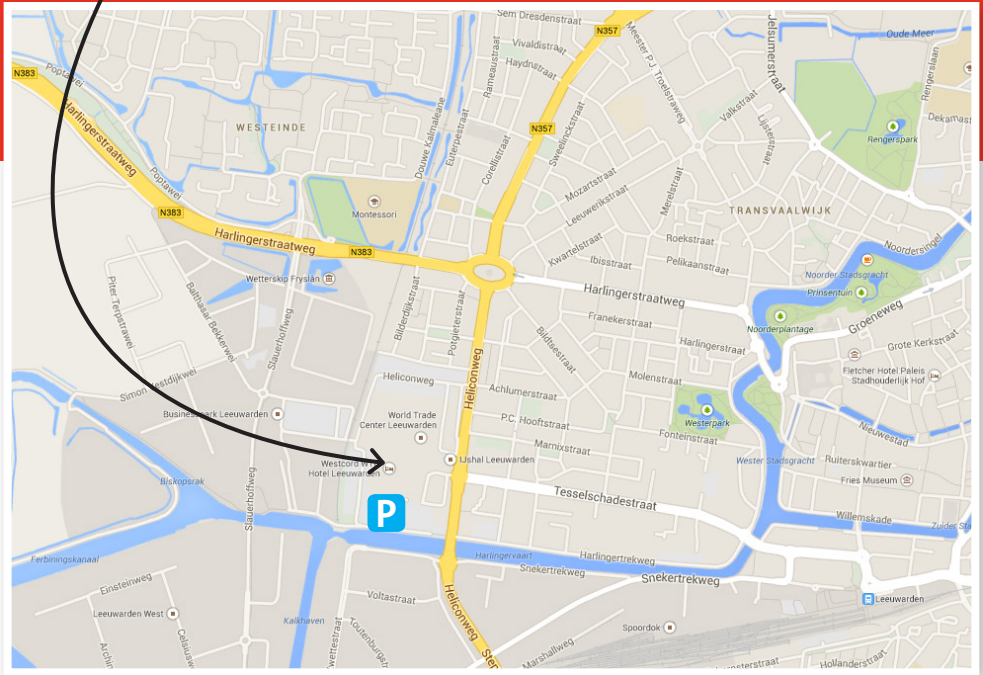 Sem Dresdenstraat
N357
Oude Meer
Jelsumerstraat
Meester P.J. Troelstraweg
Vivaldistraat
Haydnstraat
Rameaustraat
Rengerslaan
N383
Poptawei
Harlingerstraatweg
WESTEINDE
Douwe Kalmaleane
Euterpestraat
Corellistraat
N357
Sweelinckstraat
Valkstraat
Lijsterstraat
Rengerspark
Poptawei
Montessori
Mozartstraat
Leeuwerikstraat
Merelstraat
TRANSVAALWIJK
N383
Harlingerstraatweg
N383
Kwartelstraat
Roekstraat
Ibisstraat
Pelikaanstraat
Noordersingel
Wetterskip Fryslân
Noorder Stadsgracht
Prinsentuin
Piter Terpstrawei
Balthasar Bekkerwei
Slauerhoffweg
Bilderdijkstraat
Potgieterstraat
Harlingerstraatweg
Franekerstraat
Noorderplantage
Groeneweg
Bildtsestraat
Harlingerstraat
Grote Kerkstraat
Heliconweg
Heliconweg
Molenstraat
Fletcher Hotel Paleis
Stadhouderlijk Hof
Simon Vestdijkwei
Achlumerstraat
Businesspark Leeuwarden
World Trade
Center Leeuwarden
P.C. Hooftstraat
Westerpark
Fonteinstraat
Nieuwestad
Marnixstraat
Westcord
Hotel Leeuwarden
IJshal Leeuwarden
Wester Stadsgracht
Ruiterskwartier
Fries Museum
Biskopsrak
Slauerhoffweg
Tesselschadestraat
P
Willemskade
Ferbiningskanaal
Harlingervaart
Harlingertrekweg
Snekertrekweg
Snekertrekweg
Einsteinweg
Voltastraat
Heliconweg
Leeuwarden
Leeuwarden West
Kalkhaven
Spoordok
Marshallweg
Hollanderstraat